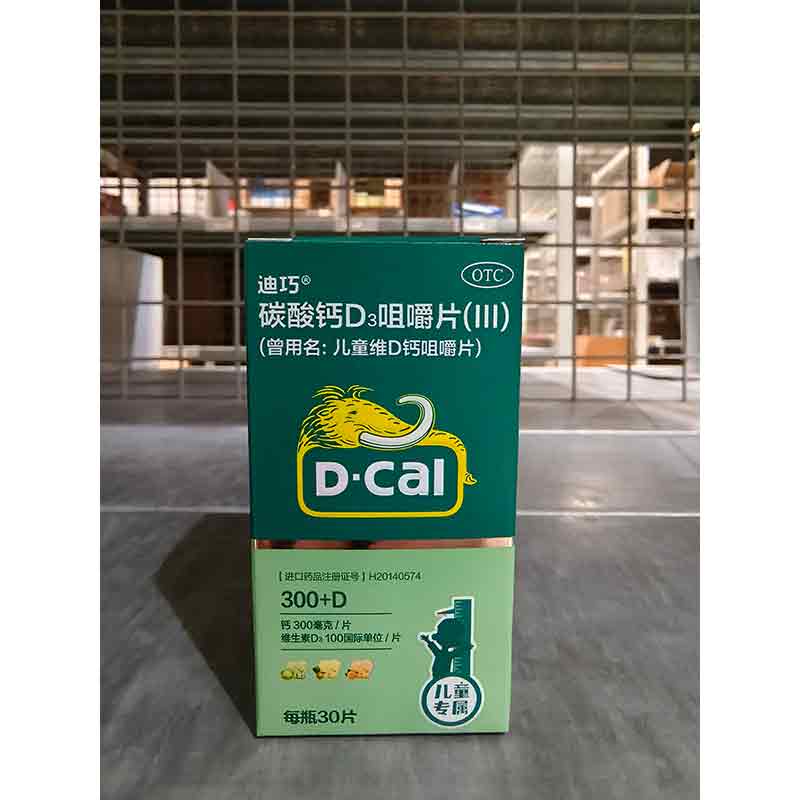 迪巧®
OTC
碳酸钙D₃咀嚼片(III)
(曾用名: 儿童维D钙咀嚼片)
D·Cal
【进口药品注册证号】H20140574
300+D
钙 300毫克 / 片
维生素D₃ 100国际单位 / 片
每瓶30片
儿童
专属